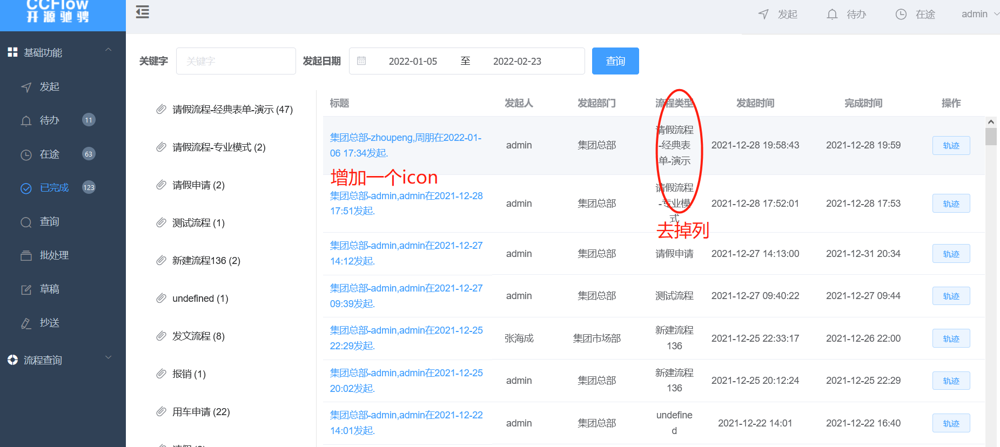 CCFlow
开源驰骋
发起
待办
在途
admin
基础功能
发起
待办 11
在途 63
已完成 123
查询
批处理
草稿
抄送
流程查询
关键字
关键字
发起日期
2022-01-05 至 2022-02-23
查询
请假流程-经典表单-演示 (47)
请假流程-专业模式 (2)
请假申请 (2)
测试流程 (1)
新建流程136 (2)
undefined (1)
发文流程 (8)
报销 (1)
用车申请 (22)
标题 发起人 发起部门 流程类型 发起时间 完成时间 操作
集团总部-zhoupeng,周朋在2022-01-
06 17:34发起.
admin 集团总部
请假流程
-经典表
单-演示
2021-12-28 19:58:43 2021-12-28 19:59 轨迹
增加一个icon
集团总部-admin,admin在2021-12-28
17:51发起.
admin 集团总部
请假流程
-专业模
式
2021-12-28 17:52:01 2021-12-28 17:53 轨迹
去掉列
集团总部-admin,admin在2021-12-27
14:12发起.
admin 集团总部 请假申请 2021-12-27 14:13:00 2021-12-31 20:34 轨迹
集团总部-admin,admin在2021-12-27
09:39发起.
admin 集团总部 测试流程 2021-12-27 09:40:22 2021-12-27 09:44 轨迹
集团总部-admin,admin在2021-12-25
22:29发起.
张海成 集团市场部
新建流程
136
2021-12-25 22:33:17 2021-12-26 22:00 轨迹
集团总部-admin,admin在2021-12-25
20:02发起.
admin 集团总部
新建流程
136
2021-12-25 20:12:24 2021-12-25 22:29 轨迹
集团总部-admin,admin在2021-12-22
14:01发起.
admin 集团总部
undefine
d
2021-12-22 14:01 2021-12-22 16:40 轨迹